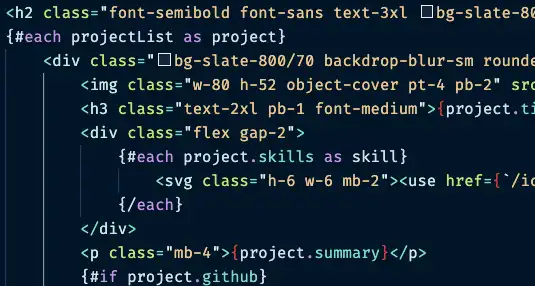 <h2 class="font-semibold font-sans text-3xl bg-slate-80
{#each projectList as project}
<div class="bg-slate-800/70 backdrop-blur-sm rounde
<img class="w-80 h-52 object-cover pt-4 pb-2" src
<h3 class="text-2xl pb-1 font-medium">{project.ti
<div class="flex gap-2">
{#each project.skills as skill}
<svg class="h-6 w-6 mb-2"><use href={`/ic
{/each}
</div>
<p class="mb-4">{project.summary}</p>
{#if project.github}